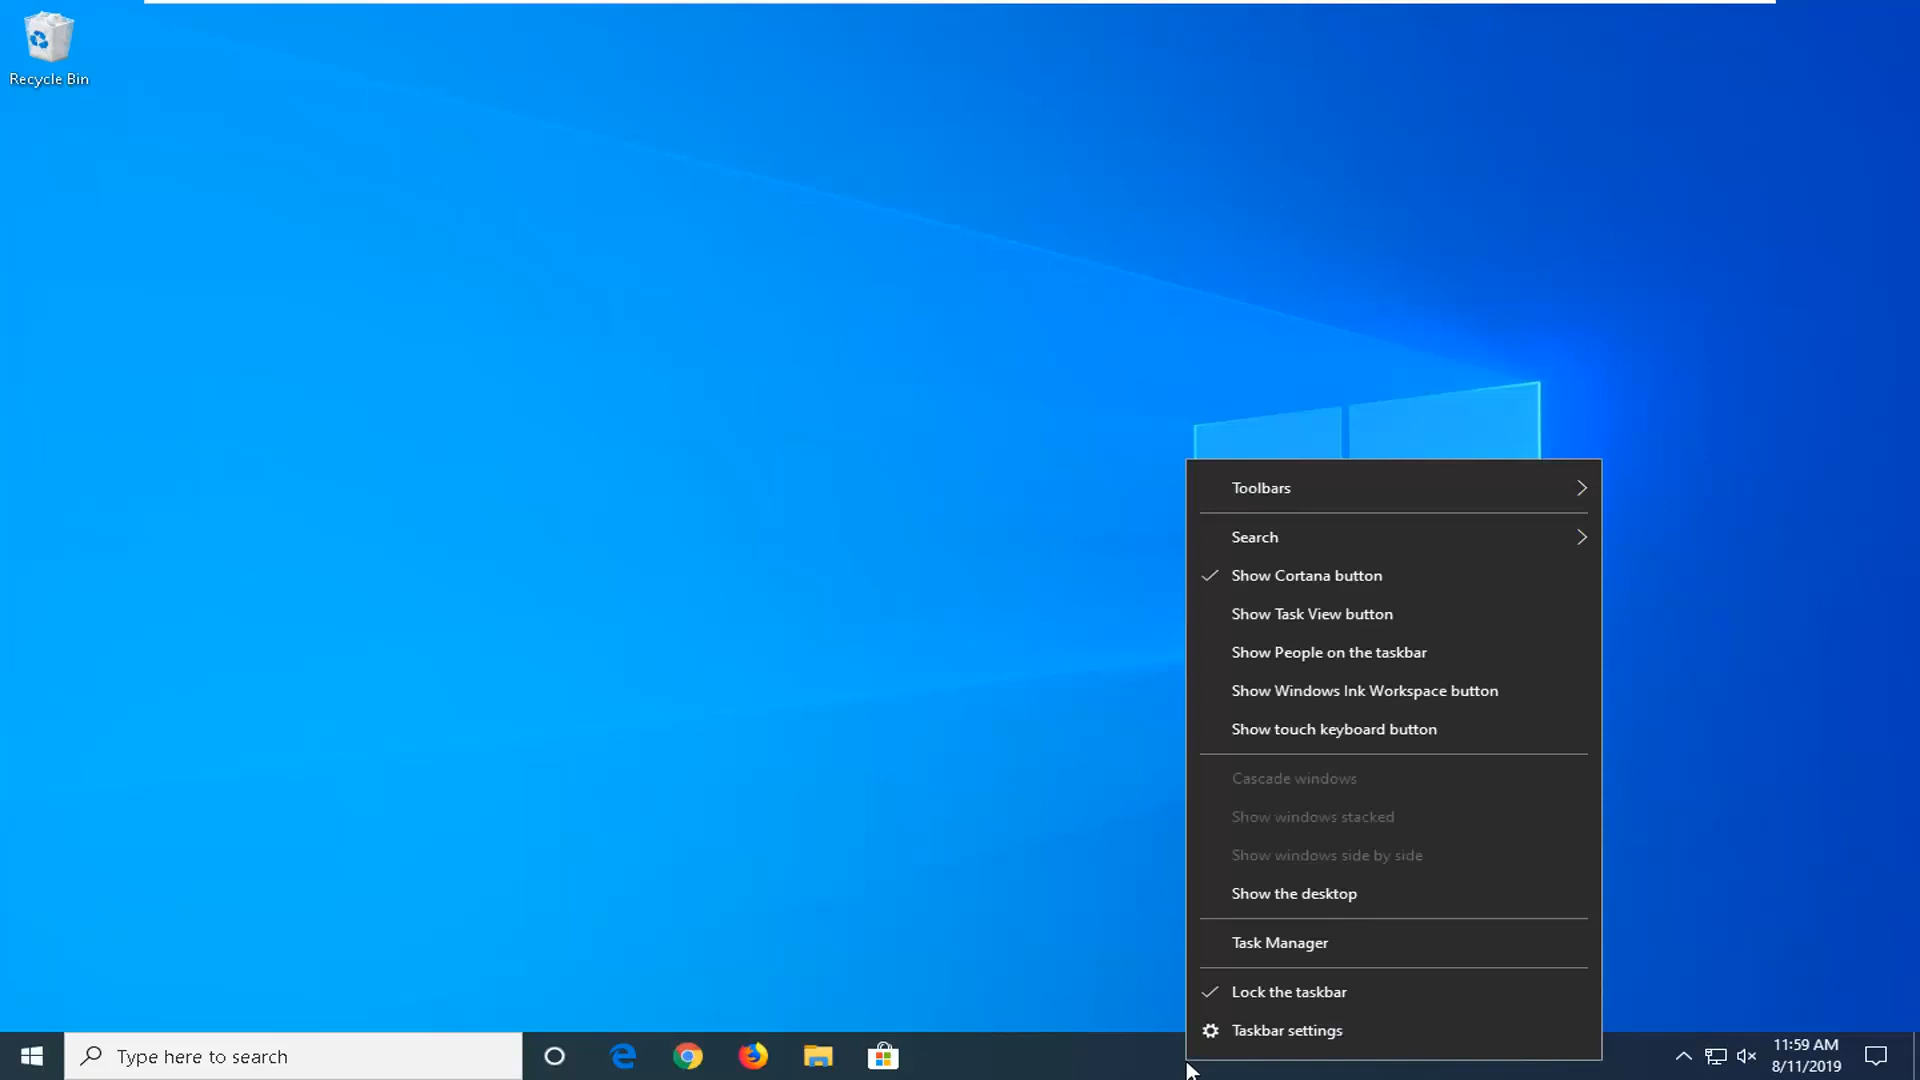 Recycle Bin
Toolbars
Search
Show Cortana button
Show Task View button
Show People on the taskbar
Show Windows Ink Workspace button
Show touch keyboard button
Cascade windows
Show windows stacked
Show windows side by side
Show the desktop
Task Manager
Lock the taskbar
Taskbar settings
Type here to search
11:59 AM
8/11/2019